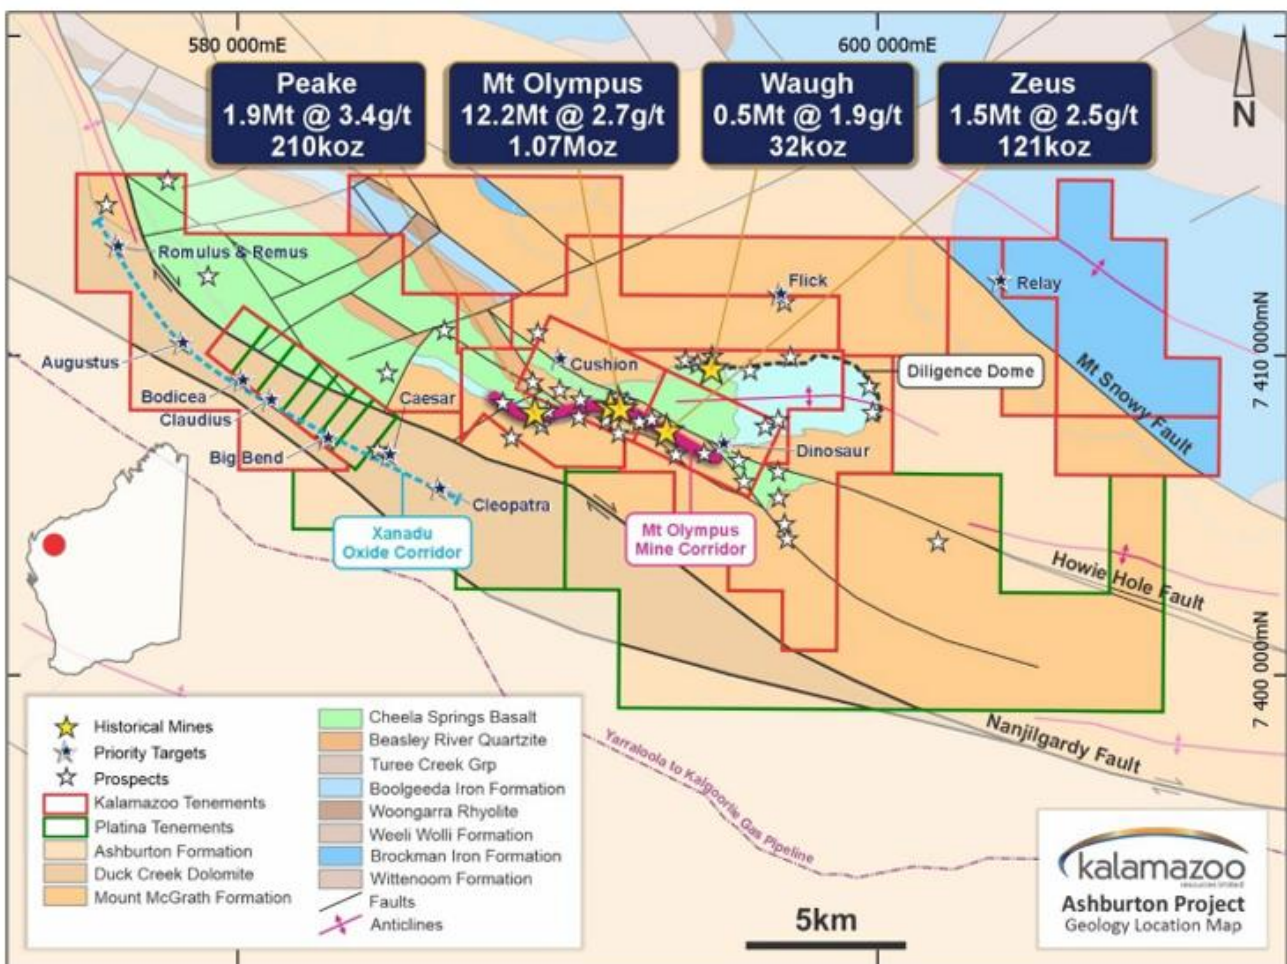 580 000mE
600 000mE
Peake
1.9Mt @ 3.4g/t
210koz
Mt Olympus
12.2Mt @ 2.7g/t
1.07Moz
Waugh
0.5Mt @ 1.9g/t
32koz
Zeus
1.5Mt @ 2.5g/t
121koz
N
Romulus & Remus
Flick
Relay
Augustus
Cushion
Diligence Dome
Mt Snowy Fault
7 410 000mN
Bodicea
Caesar
Claudius
Big Bend
Dinosaur
Cleopatra
Xanadu
Oxide Corridor
Mt Olympus
Mine Corridor
Howie Hole Fault
7 400 000mN
Nanjilgardy Fault
Yarraloola to Kalgoorlie Gas Pipeline
Historical Mines
Priority Targets
Prospects
Kalamazoo Tenements
Platina Tenements
Ashburton Formation
Duck Creek Dolomite
Mount McGrath Formation
Cheela Springs Basalt
Beasley River Quartzite
Turee Creek Grp
Boolgeeda Iron Formation
Woongarra Rhyolite
Weeli Wolli Formation
Brockman Iron Formation
Wittenoom Formation
Faults
Anticlines
5km
kalamazoo
resources limited
Ashburton Project
Geology Location Map